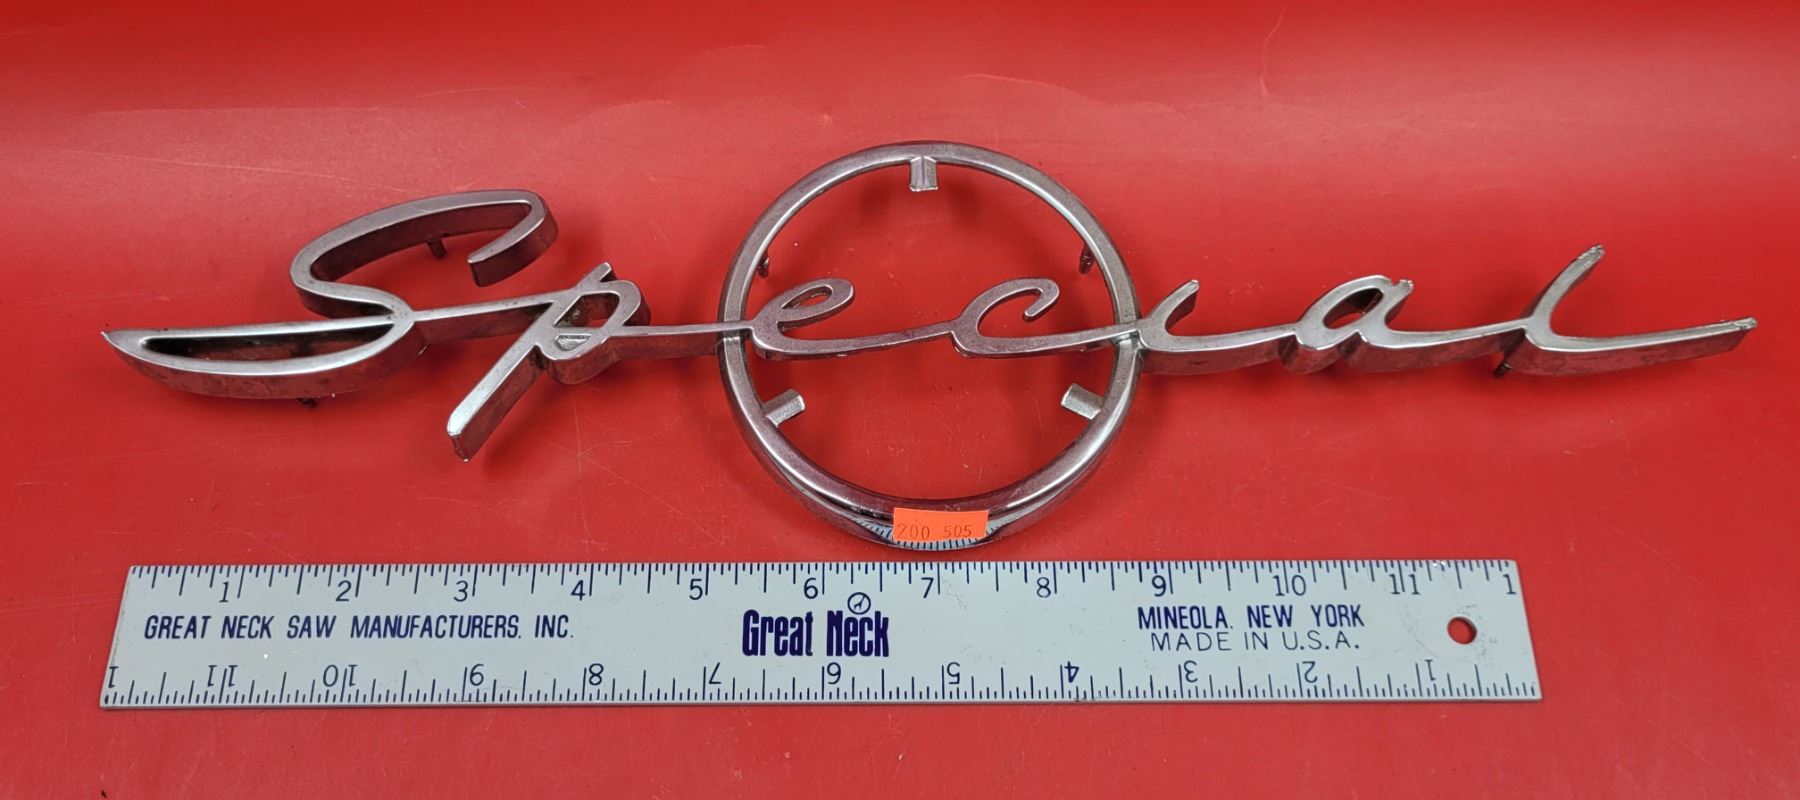 Special
200 505
1 2 3 4 5 6 7 8 9 10 11 1
GREAT NECK SAW MANUFACTURERS, INC.
Great Neck
MINEOLA, NEW YORK
MADE IN U.S.A.
1 11 10 9 8 7 6 5 4 3 2 1